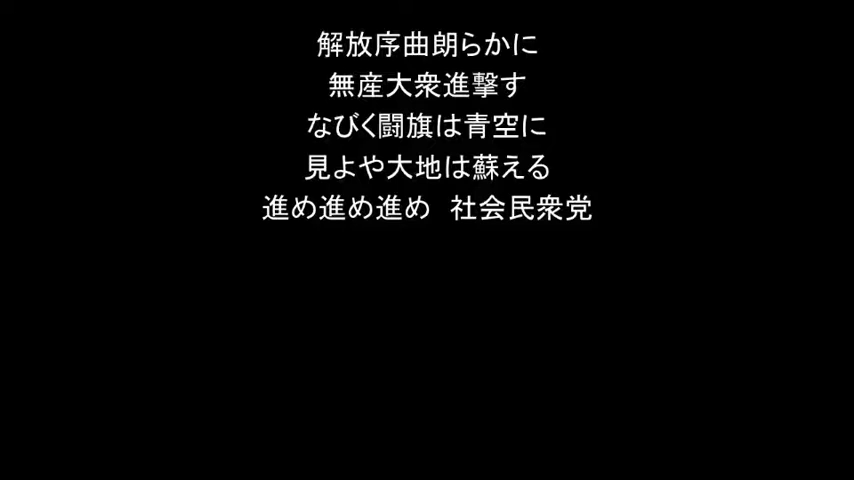 解放序曲朗らかに
無産大衆進撃す
なびく闘旗は青空に
見よや大地は蘇える
進め進め進め　社会民衆党